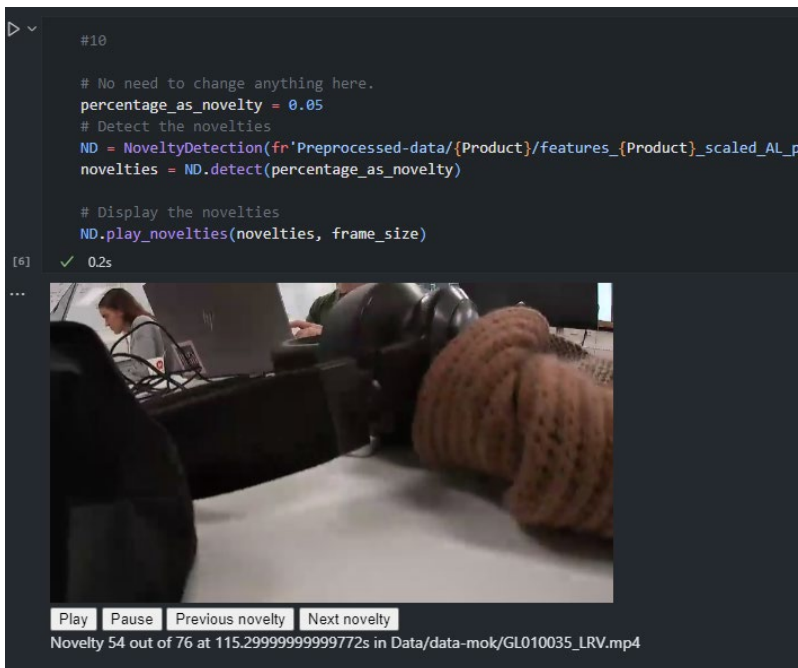 #10
# No need to change anything here.
percentage_as_novelty = 0.05
# Detect the novelties
ND = NoveltyDetection(fr'Preprocessed-data/{Product}/features_{Product}_scaled_AL_p
novelties = ND.detect(percentage_as_novelty)
# Display the novelties
ND.play_novelties(novelties, frame_size)
[6] ✓ 0.2s
...
Play Pause Previous novelty Next novelty
Novelty 54 out of 76 at 115.29999999999772s in Data/data-mok/GL010035_LRV.mp4